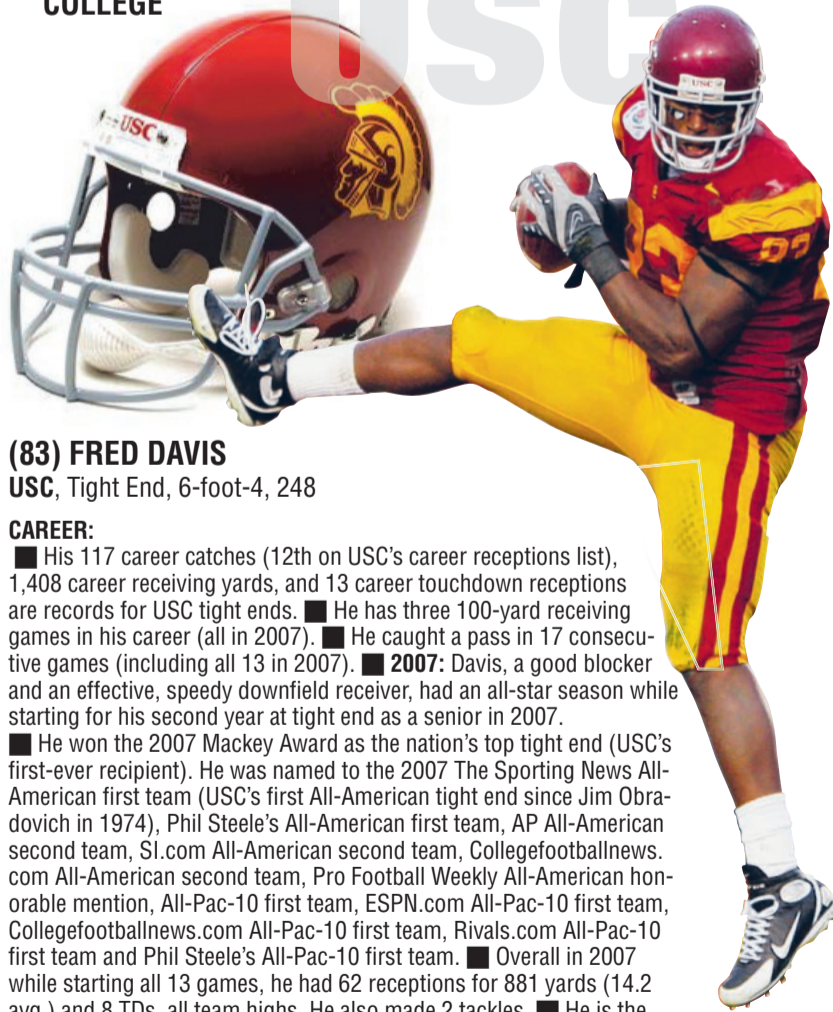 COLLEGE
USC
USC
USC
83
83
(83) FRED DAVIS
USC, Tight End, 6-foot-4, 248
CAREER:
■ His 117 career catches (12th on USC’s career receptions list),
1,408 career receiving yards, and 13 career touchdown receptions
are records for USC tight ends. ■ He has three 100-yard receiving
games in his career (all in 2007). ■ He caught a pass in 17 consecu-
tive games (including all 13 in 2007). ■ 2007: Davis, a good blocker
and an effective, speedy downfield receiver, had an all-star season while
starting for his second year at tight end as a senior in 2007.
■ He won the 2007 Mackey Award as the nation’s top tight end (USC’s
first-ever recipient). He was named to the 2007 The Sporting News All-
American first team (USC’s first All-American tight end since Jim Obra-
dovich in 1974), Phil Steele’s All-American first team, AP All-American
second team, SI.com All-American second team, Collegefootballnews.
com All-American second team, Pro Football Weekly All-American hon-
orable mention, All-Pac-10 first team, ESPN.com All-Pac-10 first team,
Collegefootballnews.com All-Pac-10 first team, Rivals.com All-Pac-10
first team and Phil Steele’s All-Pac-10 first team. ■ Overall in 2007
while starting all 13 games, he had 62 receptions for 881 yards (14.2
avg.) and 8 TDs, all team highs. He also made 2 tackles. ■ He is the